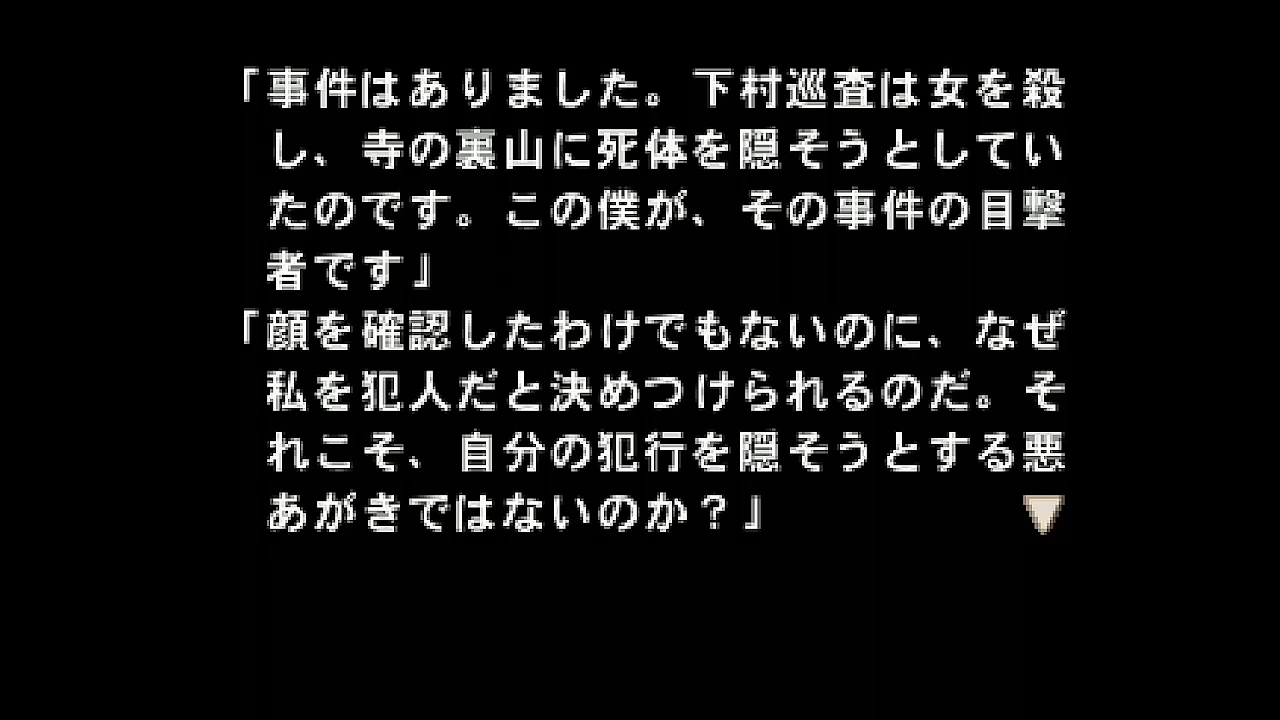 「事件はありました。下村巡査は女を殺
し、寺の裏山に死体を隠そうとしてい
たのです。この僕が、その事件の目撃
者です』
「顔を確認したわけでもないのに、なぜ
私を犯人だと決めつけられるのだ。そ
れこそ、自分の犯行を隠そうとする悪
あがきではないのか？』